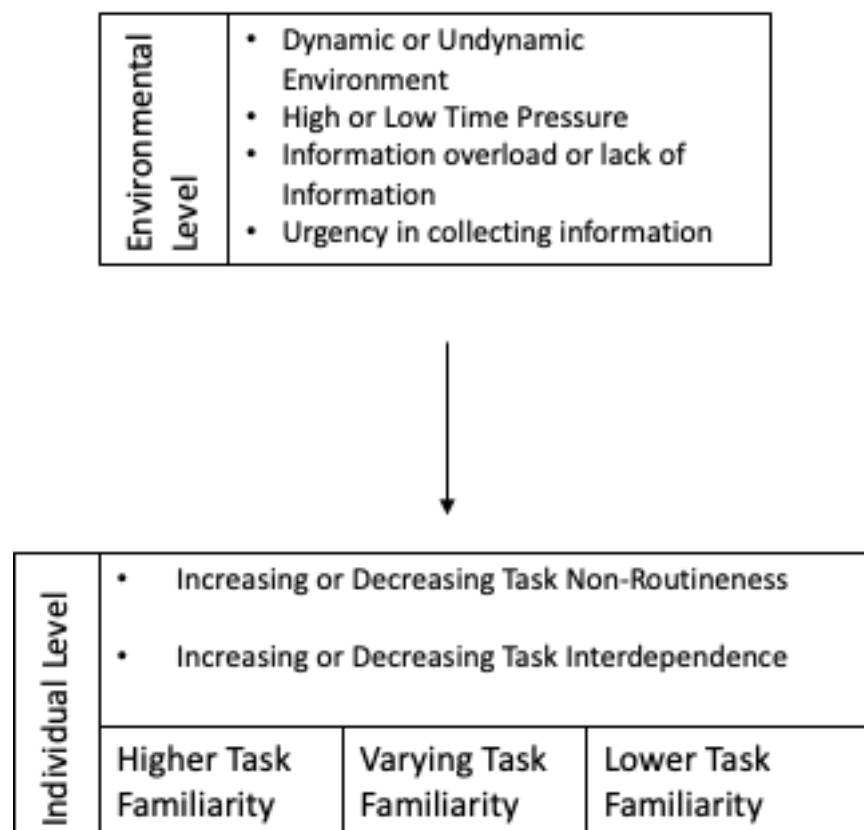 Environmental
Level
• Dynamic or Undynamic
Environment
• High or Low Time Pressure
• Information overload or lack of
Information
• Urgency in collecting information
Individual Level
• Increasing or Decreasing Task Non-Routineness
• Increasing or Decreasing Task Interdependence
Higher Task
Familiarity
Varying Task
Familiarity
Lower Task
Familiarity